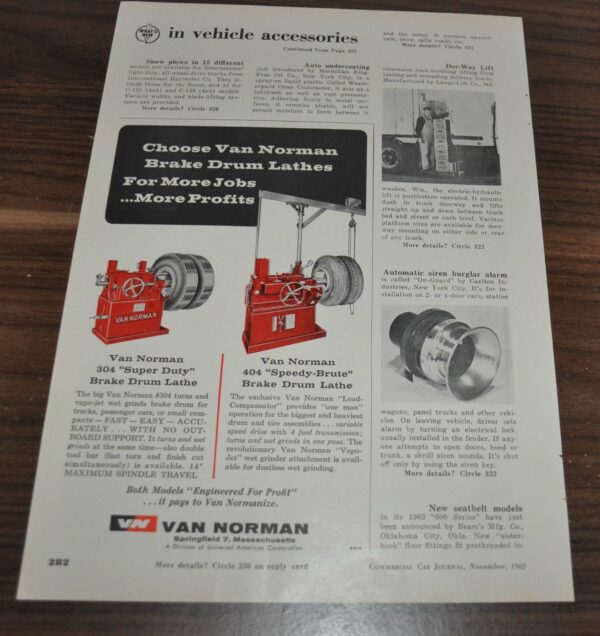 WHAT'S
NEW
in vehicle accessories
Continued from Page 281
Snow plows in 15 different
models are available for International
light-duty, all-wheel-drive trucks from
International Harvester Co. They in-
clude three for the Scout, and 12 for
C-120 (4x4) and C-130 (4x4) models.
Various widths and blade-lifting sys-
tems are provided.
More details? Circle 320
Auto undercoating
just introduced by Macmillan Ring-
Free Oil Co., New York City, is a
spray-on liquid plastic. Called Weath-
ergard Clear Undercoter, it acts as a
lubricant as well as rust preventa-
tive. Adhering firmly to metal sur-
faces, it remains pliable, will not
permit moisture to form between it
and the metal. It protects against
rain, snow, salty roads, etc.
More details? Circle 321
Dor-Way Lift
eliminates back-breaking lifting from
loading and unloading delivery trucks.
Manufactured by Lange-Lift Co., Mil-
waukee, Wis., the electric-hydraulic
lift is pushbutton operated. It mounts
flush in truck doorway and lifts
straight up and down between truck
bed and street or curb level. Various
platform sizes are available for door-
way mounting on either side or rear
of any truck.
More details? Circle 322
Automatic siren burglar alarm
is called "On-Guard" by Carlton In-
dustries, New York City. It's for in-
stallation on 2- or 4-door cars, station
wagons, panel trucks and other vehi-
cles. On leaving vehicle, driver sets
alarm by turning an electrical lock,
usually installed in the fender. If any-
one attempts to open doors, hood or
trunk, a shrill siren sounds. It's shut
off only by using the siren key.
More details? Circle 323
New seatbelt models
in its 1963 "600 Series" have just
been announced by Beam's Mfg. Co.,
Oklahoma City, Okla. New "sister-
hook" floor fittings fit prethreaded in-
Choose Van Norman
Brake Drum Lathes
For More Jobs
...More Profits
VAN NORMAN
Van Norman
304 "Super Duty"
Brake Drum Lathe
The big Van Norman #304 turns and
vapo-jet wet grinds brake drum for
trucks, passenger cars, or small com-
pacts — FAST — EASY — ACCU-
RATELY . . . WITH NO OUT-
BOARD SUPPORT. It turns and wet
grinds at the same time—also double
tool bar (fast turn and finish cut
simultaneously) is available. 14"
MAXIMUM SPINDLE TRAVEL
Van Norman
404 "Speedy-Brute"
Brake Drum Lathe
The exclusive Van Norman "Load-
Compensator" provides "one man"
operation for the biggest and heaviest
drum and tire assemblies . . . variable
speed drive with 4 feed transmission;
turns and wet grinds in one pass. The
revolutionary Van Norman "Vapo-
Jet" wet grinder attachment is avail-
able for dustless wet grinding.
Both Models "Engineered For Profit"
. . . it pays to Van Normanize.
VN VAN NORMAN
Springfield 7, Massachusetts
A Division of Universal American Corporation
282
More details? Circle 236 on reply card
COMMERCIAL CAR JOURNAL, November, 1962